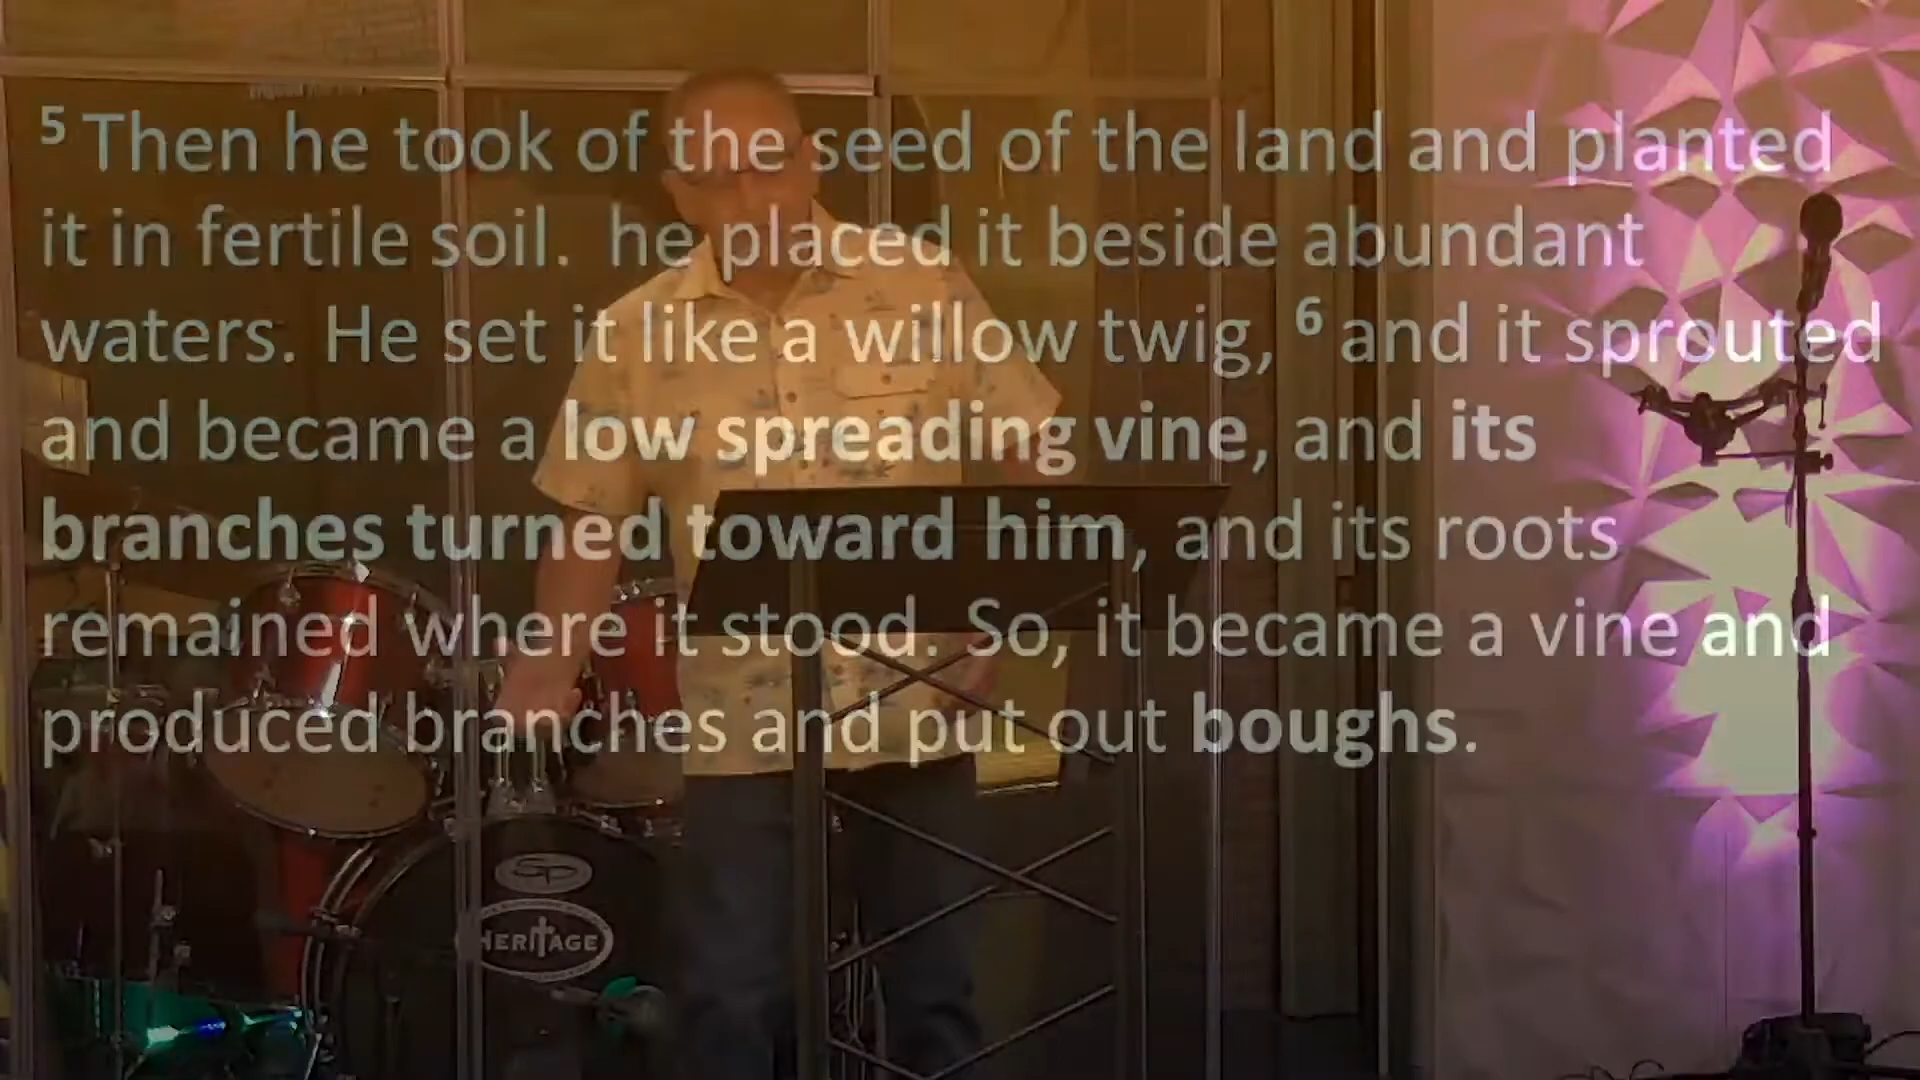 5 Then he took of the seed of the land and planted
it in fertile soil. he placed it beside abundant
waters. He set it like a willow twig, 6 and it sprouted
and became a low spreading vine, and its
branches turned toward him, and its roots
remained where it stood. So, it became a vine and
produced branches and put out boughs.
SP
HERITAGE